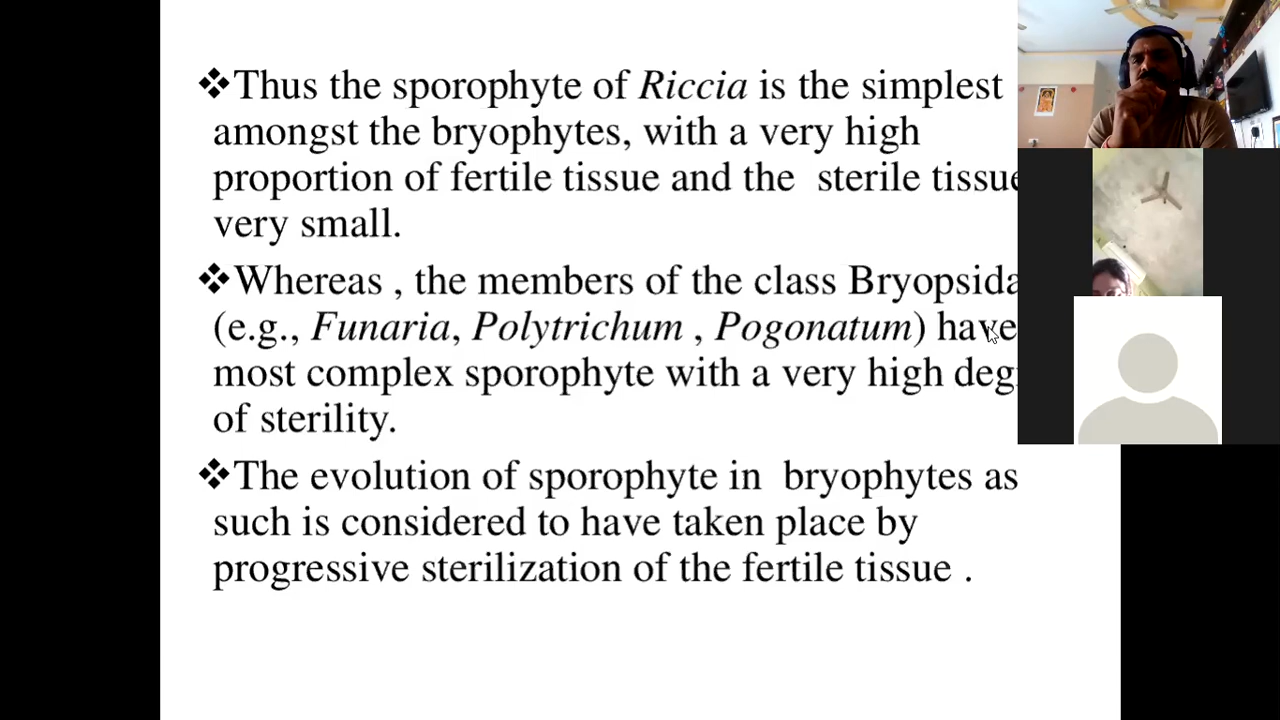 ❖Thus the sporophyte of Riccia is the simplest
amongst the bryophytes, with a very high
proportion of fertile tissue and the sterile tissue
very small.
❖Whereas , the members of the class Bryopsida
(e.g., Funaria, Polytrichum , Pogonatum) have
most complex sporophyte with a very high
of sterility.
❖The evolution of sporophyte in bryophytes as
such is considered to have taken place by
progressive sterilization of the fertile tissue .